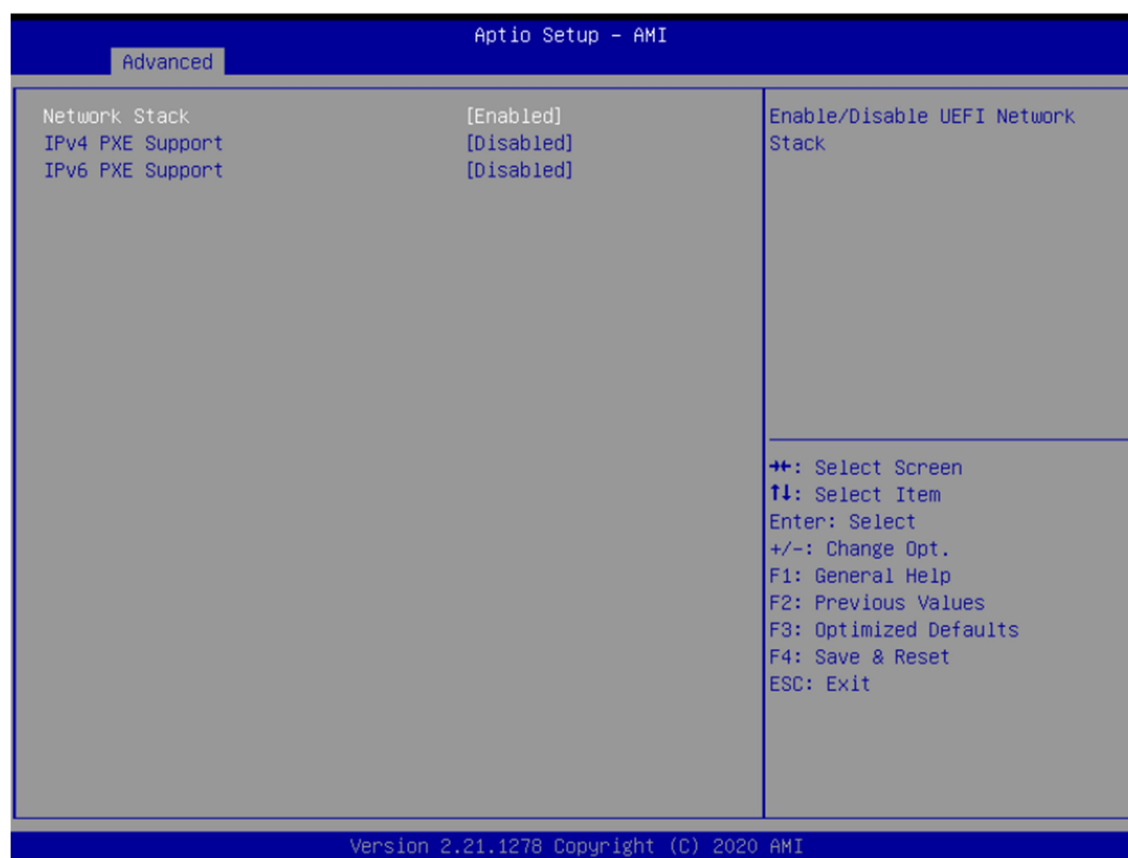 Aptio Setup – AMI
Advanced
Network Stack [Enabled]
IPv4 PXE Support [Disabled]
IPv6 PXE Support [Disabled]
Enable/Disable UEFI Network
Stack
→←: Select Screen
↑↓: Select Item
Enter: Select
+/-: Change Opt.
F1: General Help
F2: Previous Values
F3: Optimized Defaults
F4: Save & Reset
ESC: Exit
Version 2.21.1278 Copyright (C) 2020 AMI